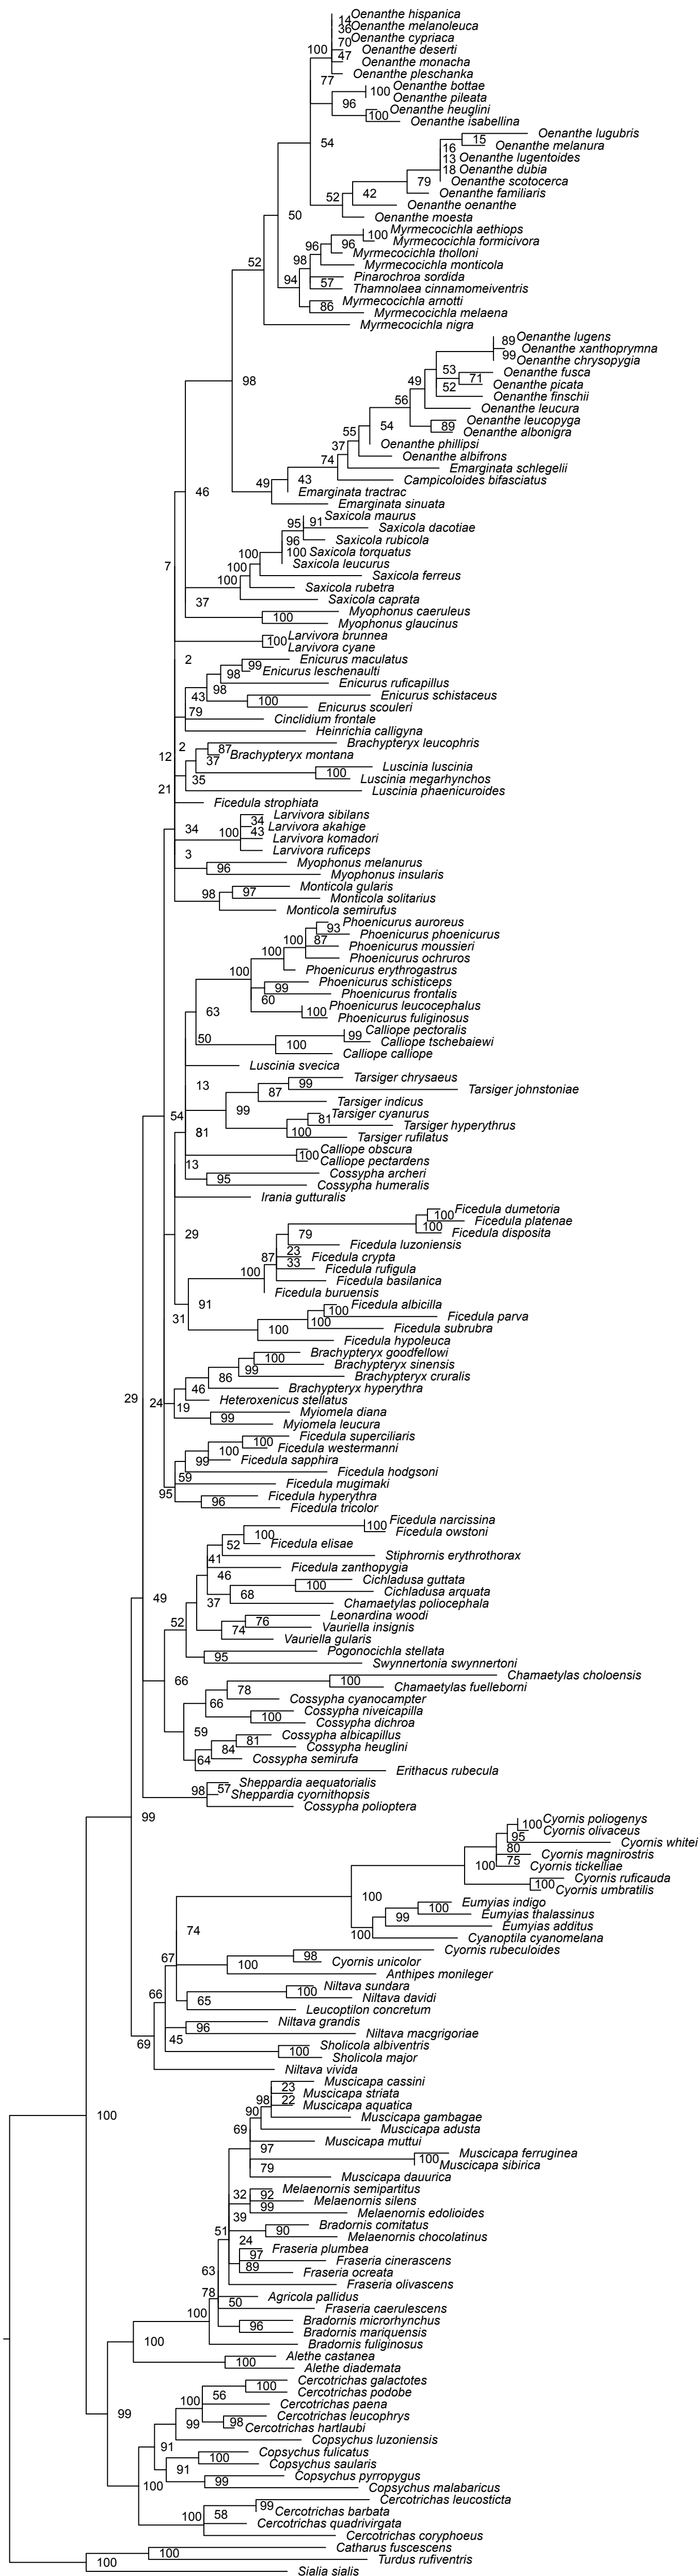 Oenanthe hispanica
14
Oenanthe melanoleuca
36
Oenanthe cypriaca
70
100 Oenanthe deserti
47
Oenanthe monacha
77 Oenanthe pleschanka
Oenanthe bottae
100
Oenanthe pileata
96
Oenanthe heuglini
100
Oenanthe isabellina
Oenanthe lugubris
15
54 Oenanthe melanura
16
13 Oenanthe lugentoides
18 Oenanthe dubia
79 Oenanthe scotocerca
42 Oenanthe familiaris
52 Oenanthe oenanthe
50 Oenanthe moesta
Myrmecocichla aethiops
100
96 96 Myrmecocichla formicivora
Myrmecocichla tholloni
52 98 Myrmecocichla monticola
Pinarochroa sordida
94 57
Thamnolaea cinnamomeiventris
Myrmecocichla arnotti
86
Myrmecocichla melaena
Myrmecocichla nigra
Oenanthe lugens
89
Oenanthe xanthoprymna
99
Oenanthe chrysopygia
53 Oenanthe fusca
71
98 49 52 Oenanthe picata
Oenanthe finschii
56 Oenanthe leucura
Oenanthe leucopyga
54 89
55 Oenanthe albonigra
37 Oenanthe phillipsi
Oenanthe albifrons
74 Emarginata schlegelii
43 Campicoloides bifasciatus
49
46 Emarginata tractrac
Emarginata sinuata
Saxicola maurus
95 91
Saxicola dacotiae
96 Saxicola rubicola
100 100 Saxicola torquatus
Saxicola leucurus
7 100 Saxicola ferreus
100 Saxicola rubetra
37 Saxicola caprata
Myophonus caeruleus
100
Myophonus glaucinus
Larvivora brunnea
100
Larvivora cyane
2 Enicurus maculatus
99
98 Enicurus leschenaulti
98 Enicurus ruficapillus
43 Enicurus schistaceus
100
79 Enicurus scouleri
Cinclidium frontale
Heinrichia calligyna
2 Brachypteryx leucophris
87
12 37 Brachypteryx montana
Luscinia luscinia
35 100
Luscinia megarhynchos
21 Luscinia phaenicuroides
Ficedula strophiata
Larvivora sibilans
34
34 Larvivora akahige
100 43
Larvivora komadori
3 Larvivora ruficeps
Myophonus melanurus
96
Myophonus insularis
Monticola gularis
98 97
Monticola solitarius
Monticola semirufus
Phoenicurus auroreus
93
Phoenicurus phoenicurus
100 87
Phoenicurus moussieri
100 Phoenicurus ochruros
100 Phoenicurus erythrogastrus
Phoenicurus schisticeps
99
60 Phoenicurus frontalis
63 Phoenicurus leucocephalus
100
Phoenicurus fuliginosus
Calliope pectoralis
50 99
100 Calliope tschebaiewi
Calliope calliope
Luscinia svecica
Tarsiger chrysaeus
13 99
87 Tarsiger johnstoniae
99 Tarsiger indicus
54 Tarsiger cyanurus
81
81 100 Tarsiger hyperythrus
Tarsiger rufilatus
Calliope obscura
100
13 Calliope pectardens
Cossypha archeri
95
Cossypha humeralis
Irania gutturalis
Ficedula dumetoria
100
Ficedula platenae
29 79 100
Ficedula disposita
Ficedula luzoniensis
87 23
Ficedula crypta
33
100 Ficedula rufigula
Ficedula basilanica
Ficedula buruensis
91 Ficedula albicilla
100
31 Ficedula parva
100 100
Ficedula subrubra
Ficedula hypoleuca
Brachypteryx goodfellowi
100
86 99 Brachypteryx sinensis
Brachypteryx cruralis
46 Brachypteryx hyperythra
29 24 19 Heteroxenicus stellatus
Myiomela diana
99
Myiomela leucura
Ficedula superciliaris
100
100 Ficedula westermanni
99 Ficedula sapphira
59 Ficedula hodgsoni
95 Ficedula mugimaki
Ficedula hyperythra
96
Ficedula tricolor
Ficedula narcissina
100
100 Ficedula owstoni
52 Ficedula elisae
41 Stiphrornis erythrothorax
46 Ficedula zanthopygia
Cichladusa guttata
100
49 37 68 Cichladusa arquata
Chamaetylas poliocephala
52 Leonardina woodi
76
74 Vauriella insignis
Vauriella gularis
Pogonocichla stellata
95
Swynnertonia swynnertoni
66 Chamaetylas choloensis
100
78 Chamaetylas fuelleborni
66 Cossypha cyanocampter
Cossypha niveicapilla
100
59 Cossypha dichroa
Cossypha albicapillus
81
84 Cossypha heuglini
64 Cossypha semirufa
Erithacus rubecula
Sheppardia aequatorialis
98 57
Sheppardia cyornithopsis
99 Cossypha polioptera
Cyornis poliogenys
100
95 Cyornis olivaceus
80 Cyornis whitei
100 75 Cyornis magnirostris
Cyornis tickelliae
Cyornis ruficauda
100
100 Cyornis umbratilis
Eumyias indigo
100
99 Eumyias thalassinus
74 100 Eumyias additus
Cyanoptila cyanomelana
Cyornis rubeculoides
67 98
100 Cyornis unicolor
Anthipes monileger
66 Niltava sundara
100
65 Niltava davidi
Leucoptilon concretum
Niltava grandis
96
69 45 Niltava macgrigoriae
Sholicola albiventris
100
Sholicola major
Niltava vivida
Muscicapa cassini
23
98 Muscicapa striata
22
90 Muscicapa aquatica
100 Muscicapa gambagae
69 Muscicapa adusta
97 Muscicapa muttui
Muscicapa ferruginea
100
79 Muscicapa sibirica
Muscicapa dauurica
Melaenornis semipartitus
32 92
Melaenornis silens
99
39 Melaenornis edolioides
51 Bradornis comitatus
90
24 Melaenornis chocolatinus
Fraseria plumbea
97
63 89 Fraseria cinerascens
Fraseria ocreata
Fraseria olivascens
78 Agricola pallidus
50
100 Fraseria caerulescens
Bradornis microrhynchus
96
Bradornis mariquensis
100 Bradornis fuliginosus
Alethe castanea
100
Alethe diademata
Cercotrichas galactotes
100
56 Cercotrichas podobe
100 Cercotrichas paena
99 99 Cercotrichas leucophrys
98
Cercotrichas hartlaubi
91 Copsychus luzoniensis
Copsychus fulicatus
100
91 Copsychus saularis
Copsychus pyrropygus
100 99
Copsychus malabaricus
Cercotrichas leucosticta
99
100 58 Cercotrichas barbata
Cercotrichas quadrivirgata
Cercotrichas coryphoeus
Catharus fuscescens
100
100 Turdus rufiventris
Sialia sialis